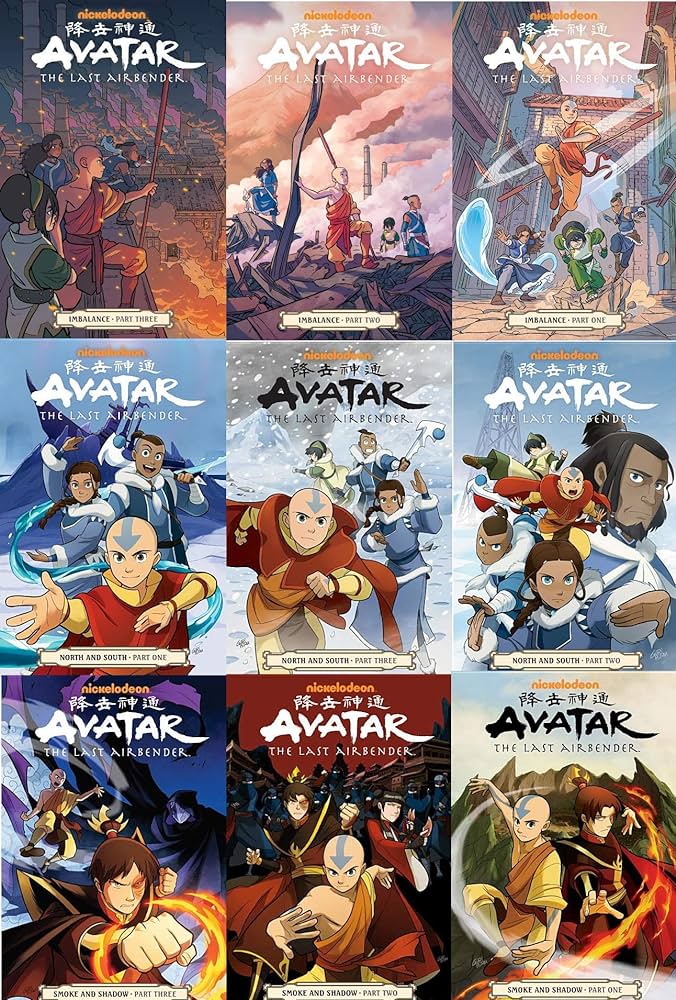 nickelodeon
降去神通
AVATAR
THE LAST AIRBENDER.
IMBALANCE · PART THREE
nickelodeon
降去神通
AVATAR
THE LAST AIRBENDER
IMBALANCE · PART TWO
nickelodeon
降去神通
AVATAR
THE LAST AIRBENDER
IMBALANCE · PART ONE
nickelodeon
降去神通
AVATAR
THE LAST AIRBENDER.
NORTH AND SOUTH · PART ONE
nickelodeon
降去神通
AVATAR
THE LAST AIRBENDER.
NORTH AND SOUTH · PART THREE
nickelodeon
降去神通
AVATAR
THE LAST AIRBENDER.
NORTH AND SOUTH · PART TWO
nickelodeon
降去神通
AVATAR
THE LAST AIRBENDER.
SMOKE AND SHADOW · PART THREE
nickelodeon
降去神通
AVATAR
THE LAST AIRBENDER.
SMOKE AND SHADOW · PART TWO
nickelodeon
降去神通
AVATAR
THE LAST AIRBENDER.
SMOKE AND SHADOW · PART ONE